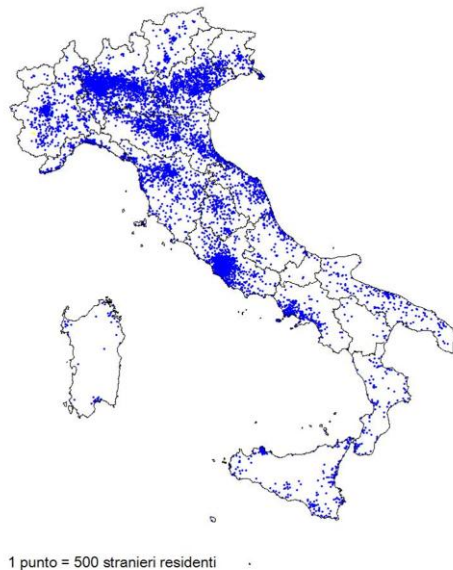 1 punto = 500 stranieri residenti